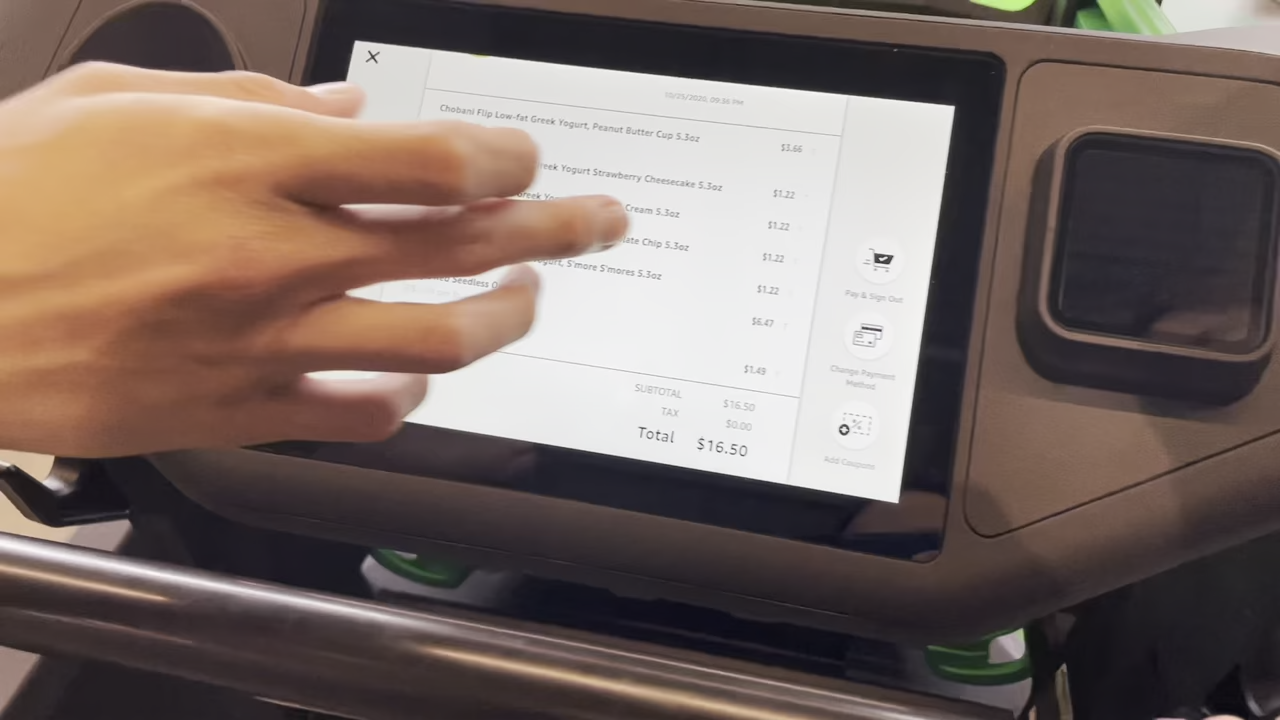 10/25/2020, 09:36 PM
Chobani Flip Low-fat Greek Yogurt, Peanut Butter Cup 5.3oz
$3.66
Yogurt Strawberry Cheesecake 5.3oz
$1.22
Cream 5.3oz
$1.22
Chip 5.3oz
$1.22
S'more S'mores 5.3oz
$1.22
Seedless
$6.47
$1.49
SUBTOTAL $16.50
TAX $0.00
Total $16.50
Pay & Sign Out
Change Payment
Method
Add Coupons